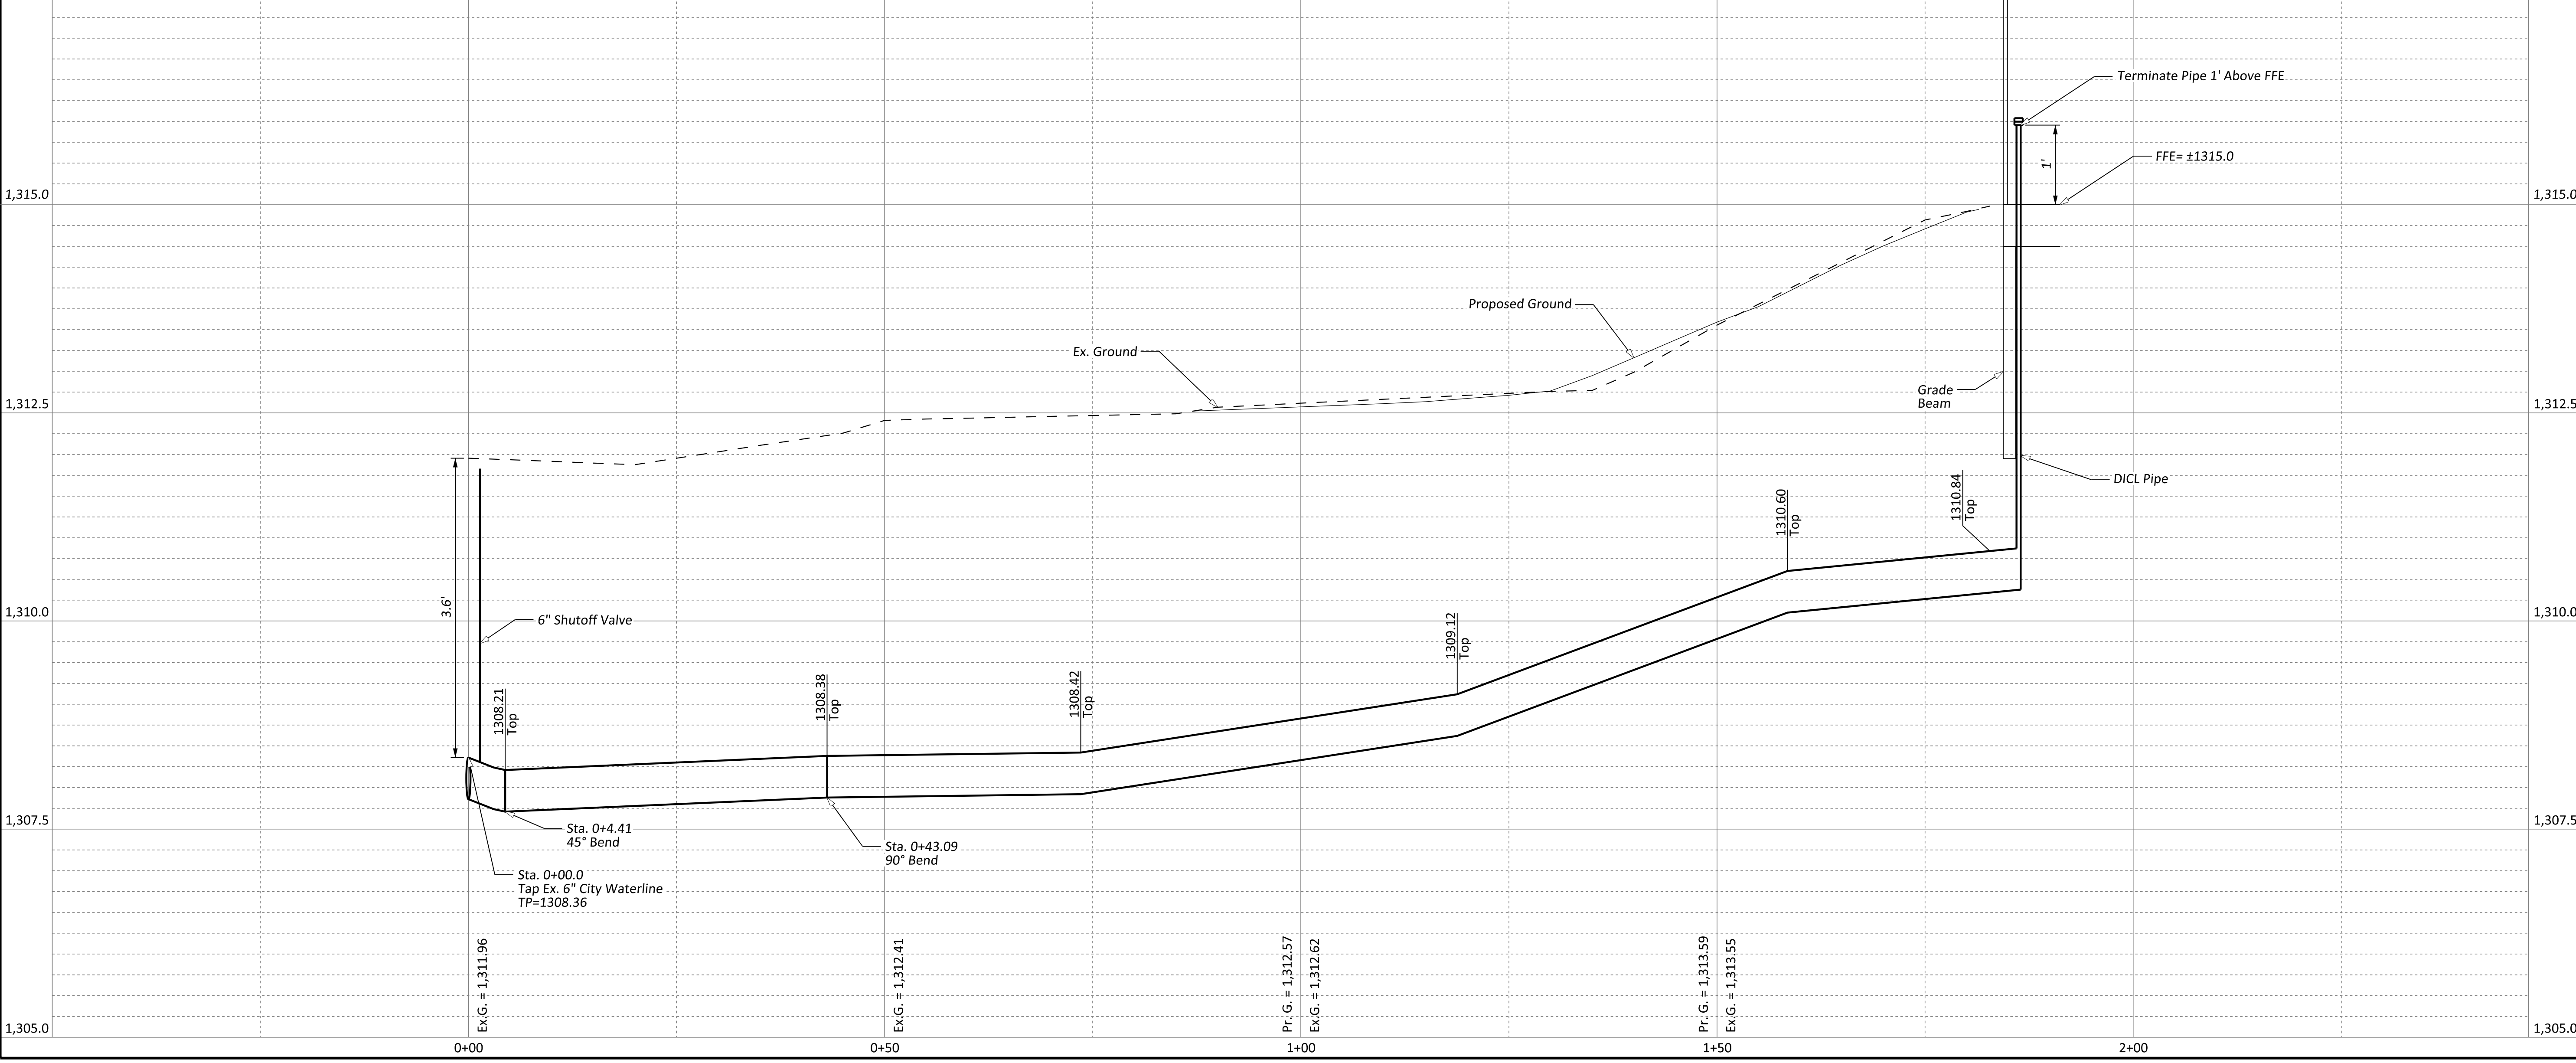 Terminate Pipe 1' Above FFE
1'
FFE= ±1315.0
1,315.0
1,315.0
Proposed Ground
Ex. Ground
Grade
Beam
1,312.5
1,312.5
DICL Pipe
3.6'
6" Shutoff Valve
1310.84
Top
1310.60
Top
1,310.0
1,310.0
1309.12
Top
1308.42
Top
1308.38
Top
1308.21
Top
1,307.5
1,307.5
Sta. 0+4.41
45° Bend
Sta. 0+43.09
90° Bend
Sta. 0+00.0
Tap Ex. 6" City Waterline
TP=1308.36
Ex.G. = 1,311.96
Ex.G. = 1,312.41
Pr. G. = 1,312.57
Ex.G. = 1,312.62
Pr. G. = 1,313.59
Ex.G. = 1,313.55
1,305.0
1,305.0
0+00
0+50
1+00
1+50
2+00